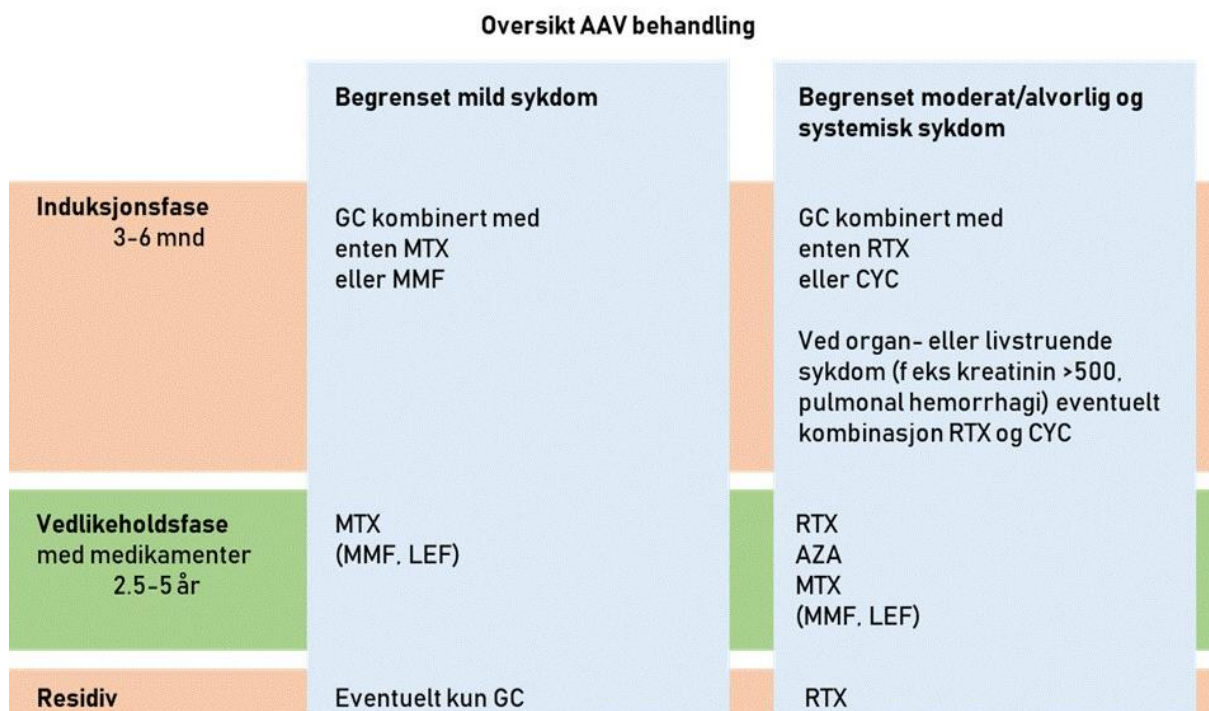 Oversikt AAV behandling
Begrenset mild sykdom
Begrenset moderat/alvorlig og
systemisk sykdom
Induksjonsfase
3-6 mnd
GC kombinert med
enten MTX
eller MMF
GC kombinert med
enten RTX
eller CYC
Ved organ- eller livstruende
sykdom (f eks kreatinin >500,
pulmonal hemorrhagi) eventuelt
kombinasjon RTX og CYC
Vedlikeholdsfase
med medikamenter
2.5-5 år
MTX
(MMF, LEF)
RTX
AZA
MTX
(MMF, LEF)
Residiv
Eventuelt kun GC
RTX